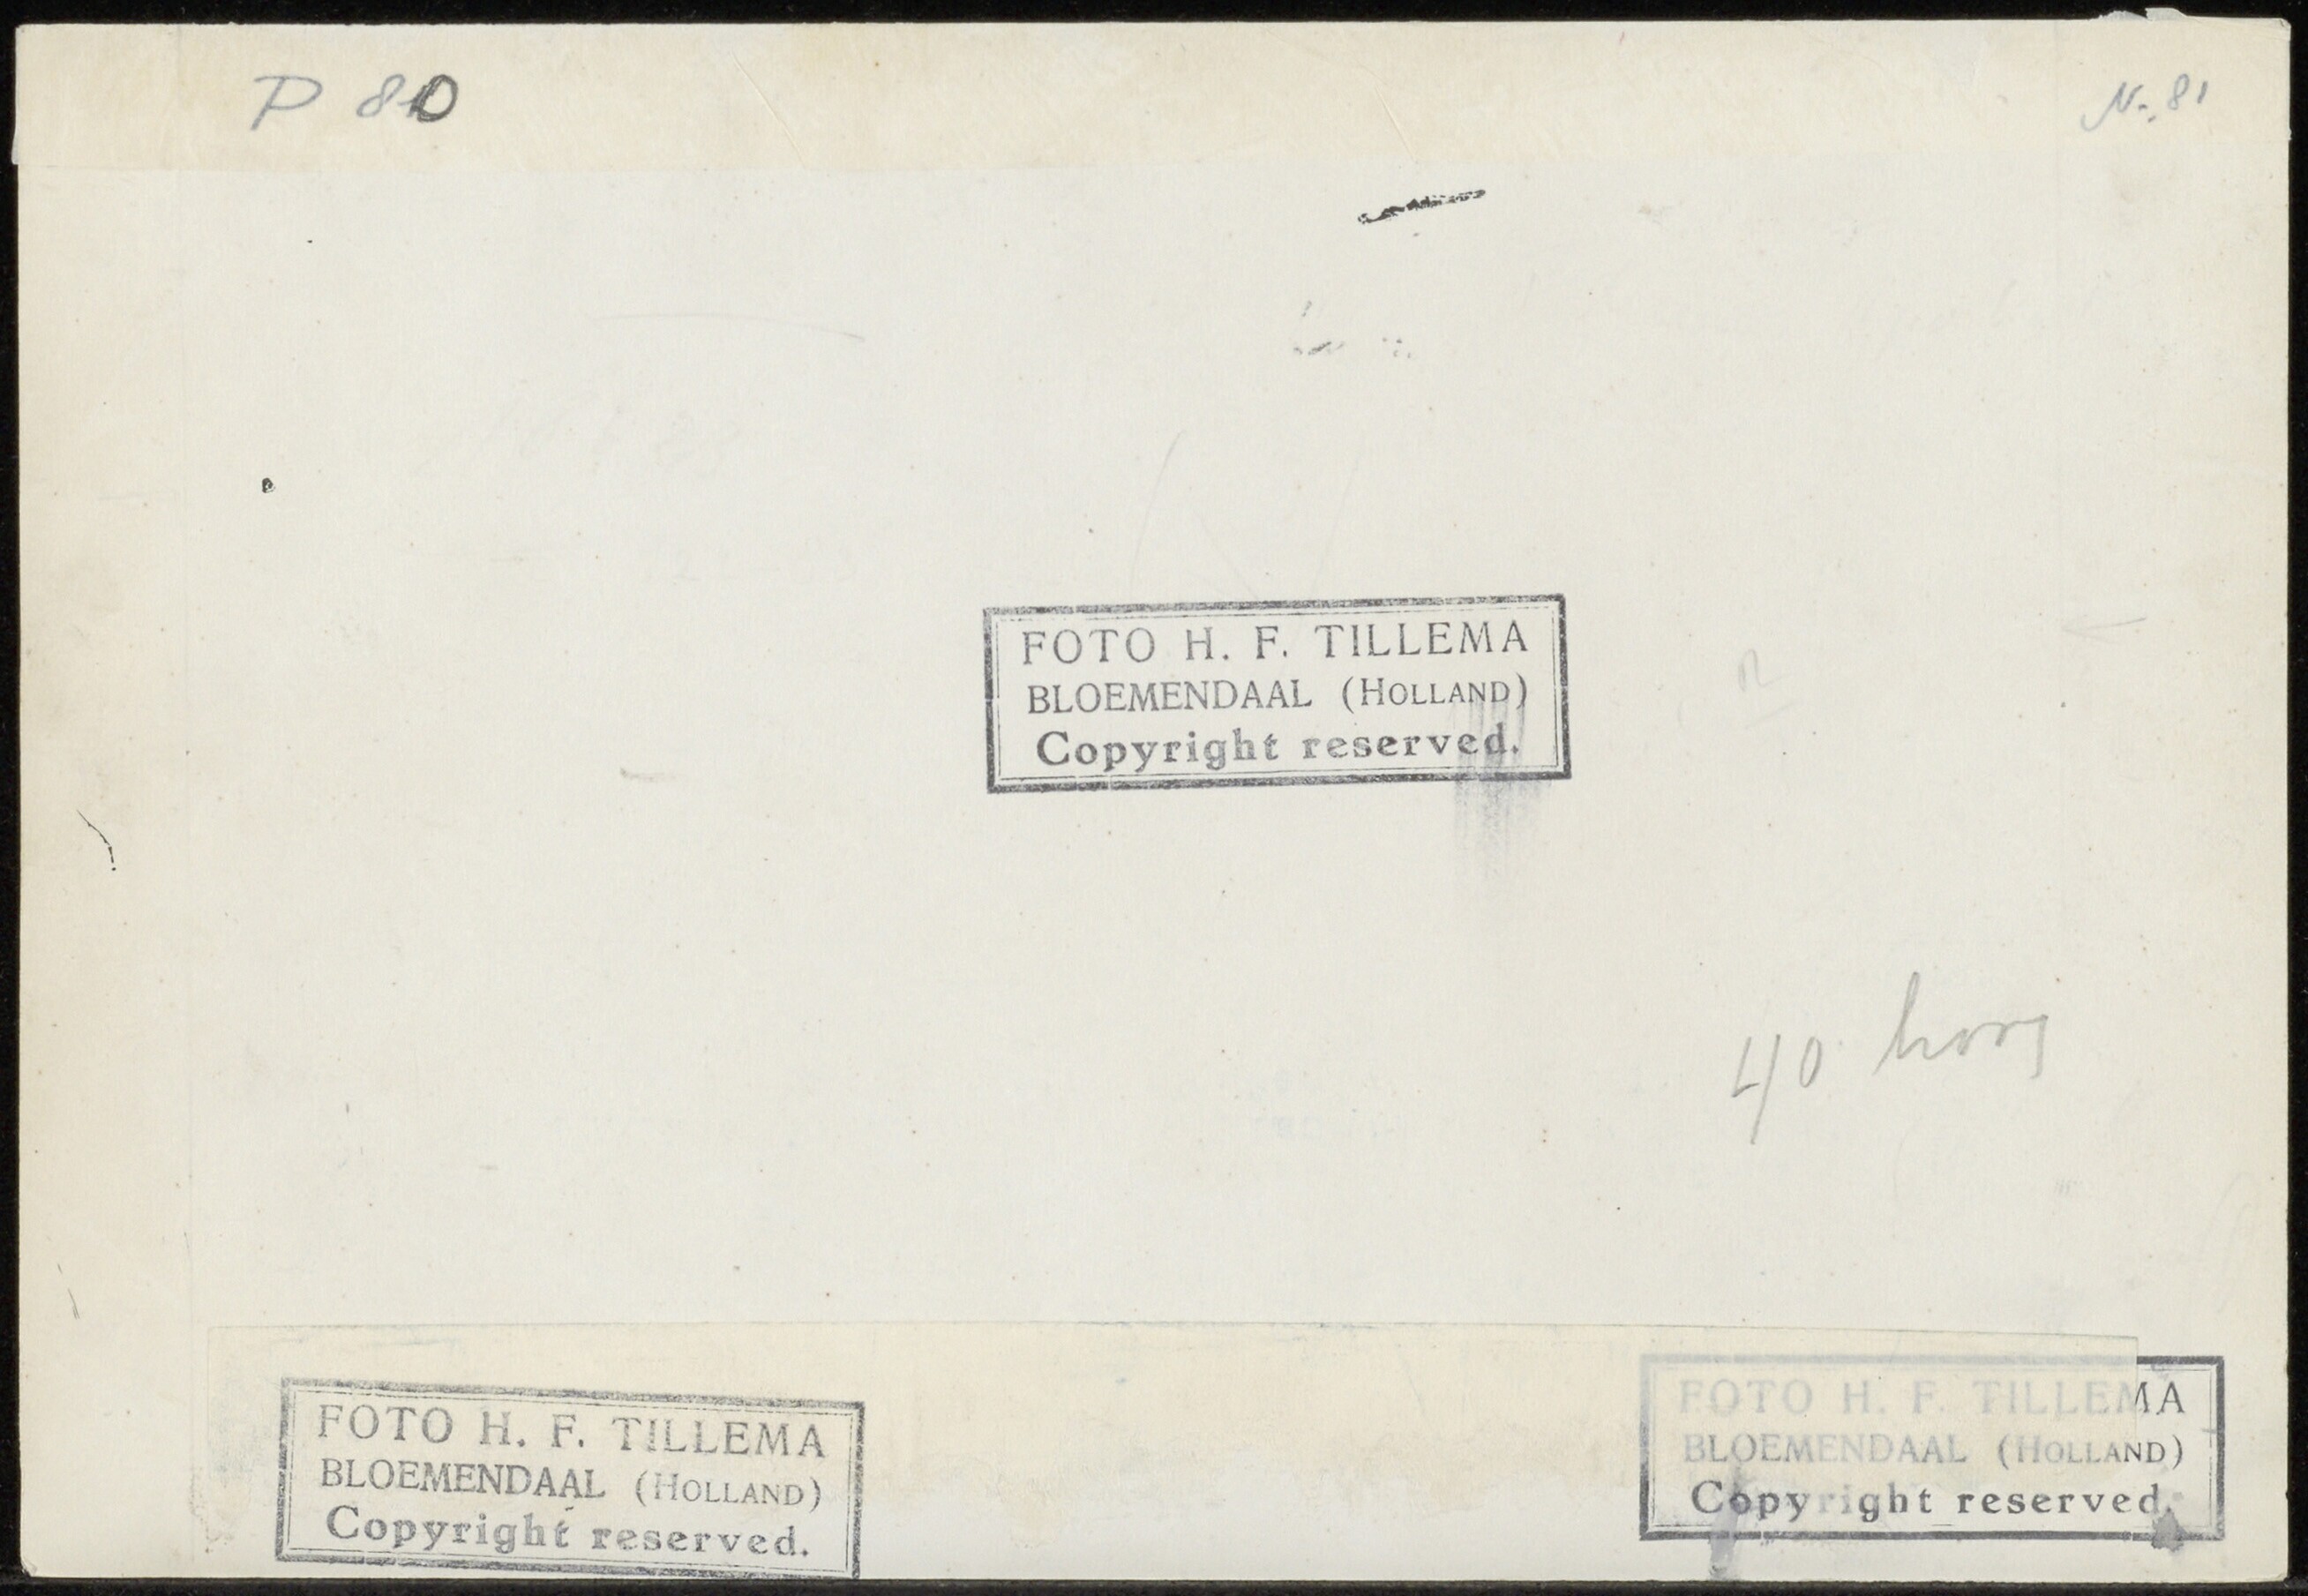 P 80
N. 81
FOTO H. F. TILLEMA
BLOEMENDAAL (HOLLAND)
Copyright reserved.
40
FOTO H. F. TILLEMA
BLOEMENDAAL (HOLLAND)
Copyright reserved.
FOTO H. F. TILLEMA
BLOEMENDAAL (HOLLAND)
Copyright reserved.